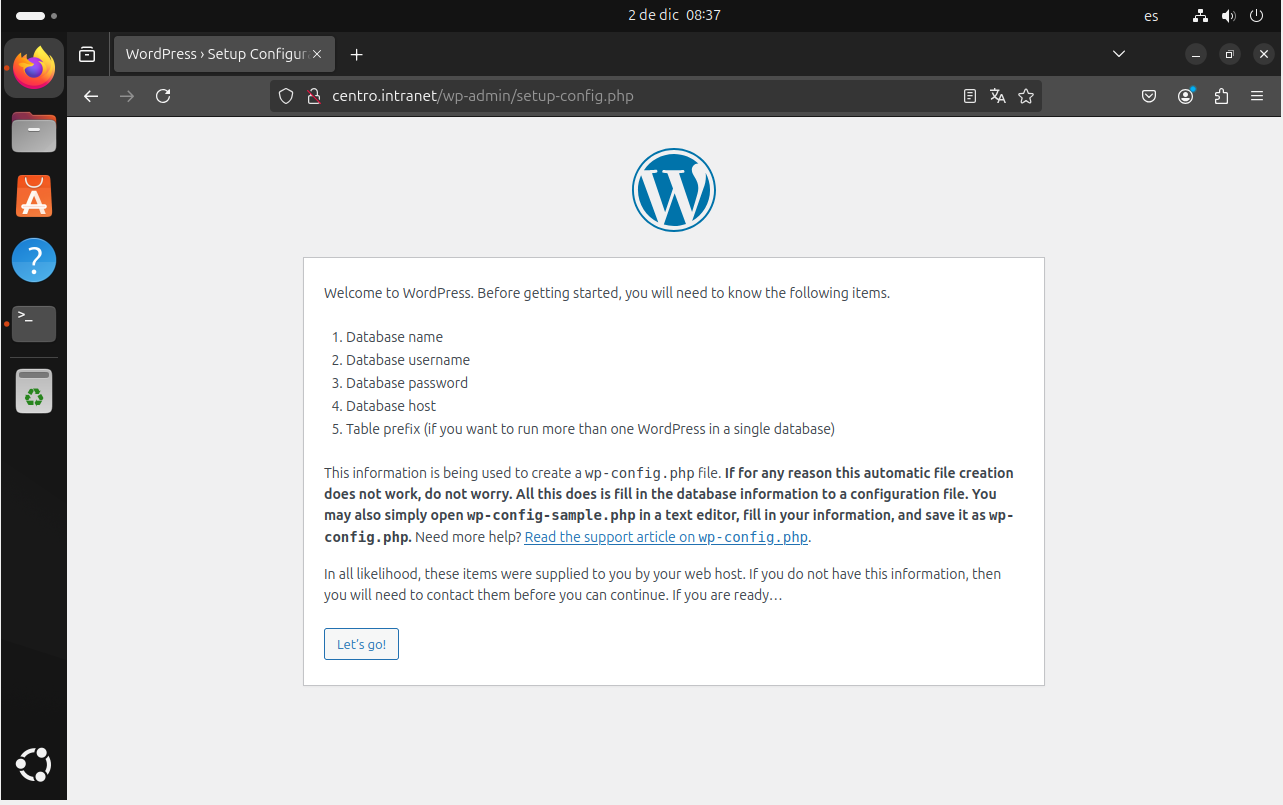 2 de dic 08:37
es
WordPress › Setup Configur
centro.intranet/wp-admin/setup-config.php
Welcome to WordPress. Before getting started, you will need to know the following items.
1. Database name
2. Database username
3. Database password
4. Database host
5. Table prefix (if you want to run more than one WordPress in a single database)
This information is being used to create a wp-config.php file. If for any reason this automatic file creation
does not work, do not worry. All this does is fill in the database information to a configuration file. You
may also simply open wp-config-sample.php in a text editor, fill in your information, and save it as wp-
config.php. Need more help? Read the support article on wp-config.php.
In all likelihood, these items were supplied to you by your web host. If you do not have this information, then
you will need to contact them before you can continue. If you are ready…
Let’s go!